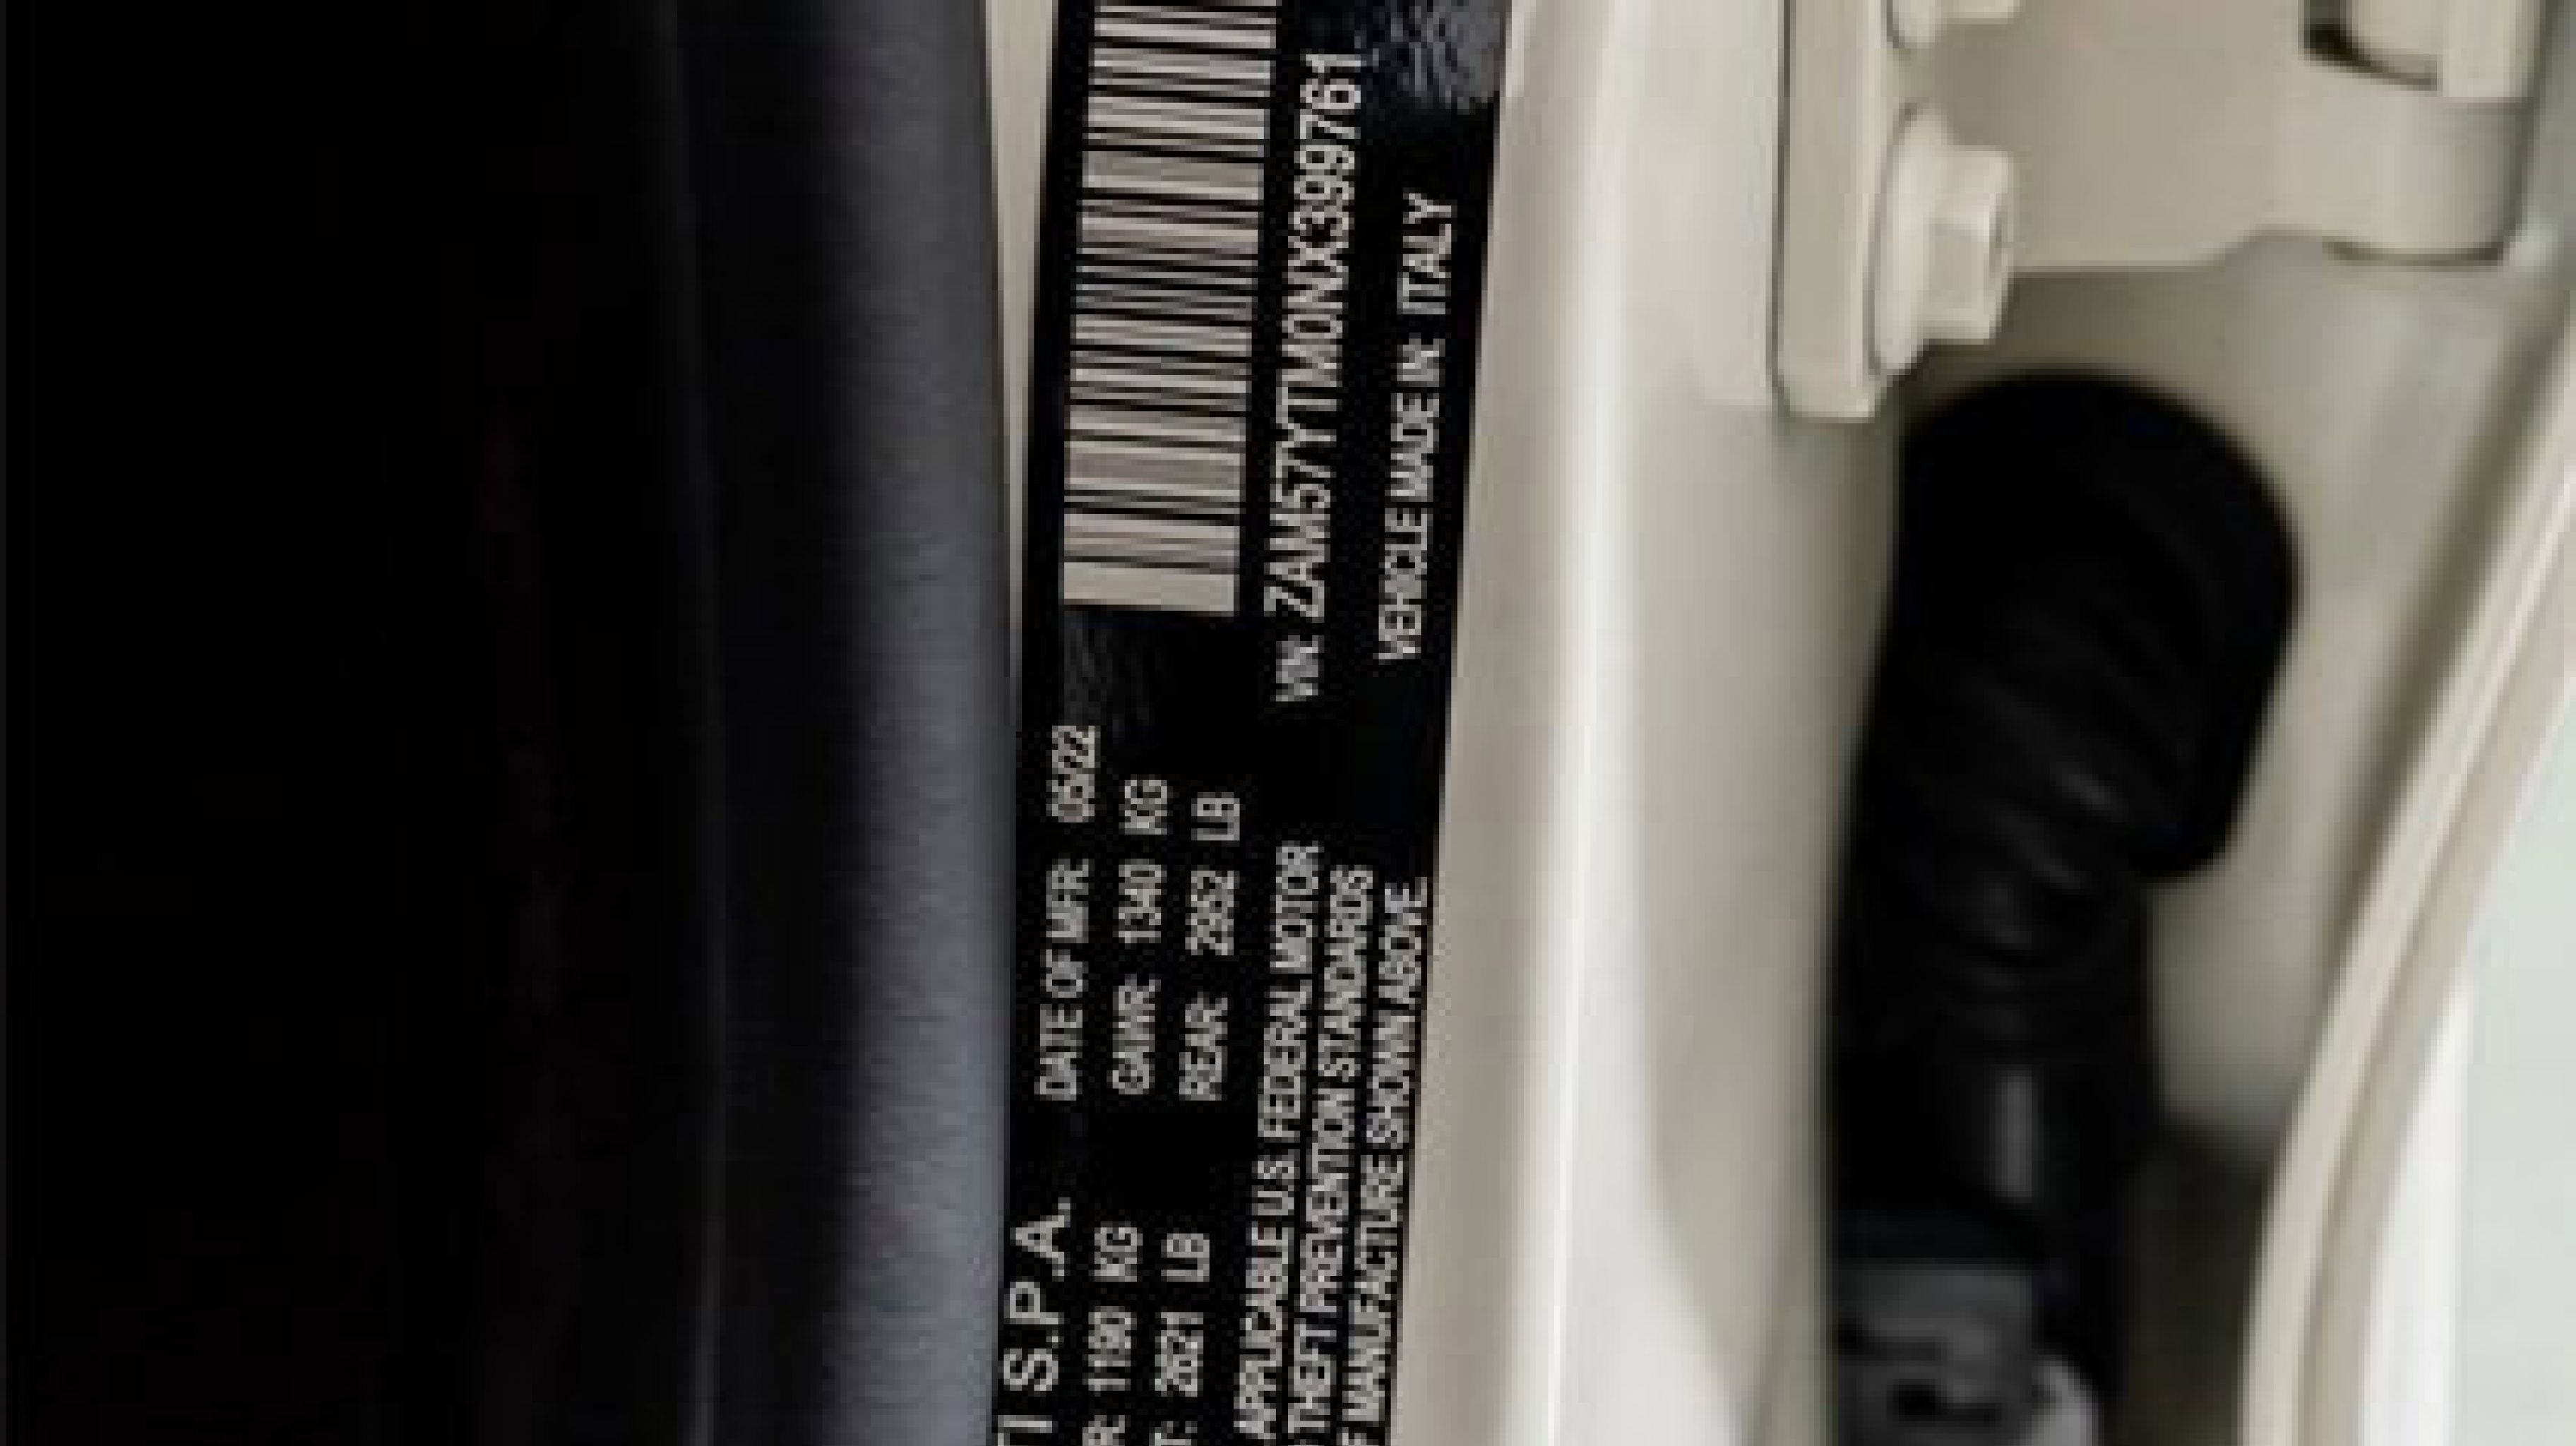 TI S.P.A.
DATE OF MFR: 05/22
R: 1190 KG
GAWR: 1340 KG
T: 2621 LB
REAR: 2952 LB
APPLICABLE U.S. FEDERAL MOTOR
THEFT PREVENTION STANDARDS
F MANUFACTURE SHOWN ABOVE.
VIN: ZAM57YTM0NX399761
VEHICLE MADE IN: ITALY